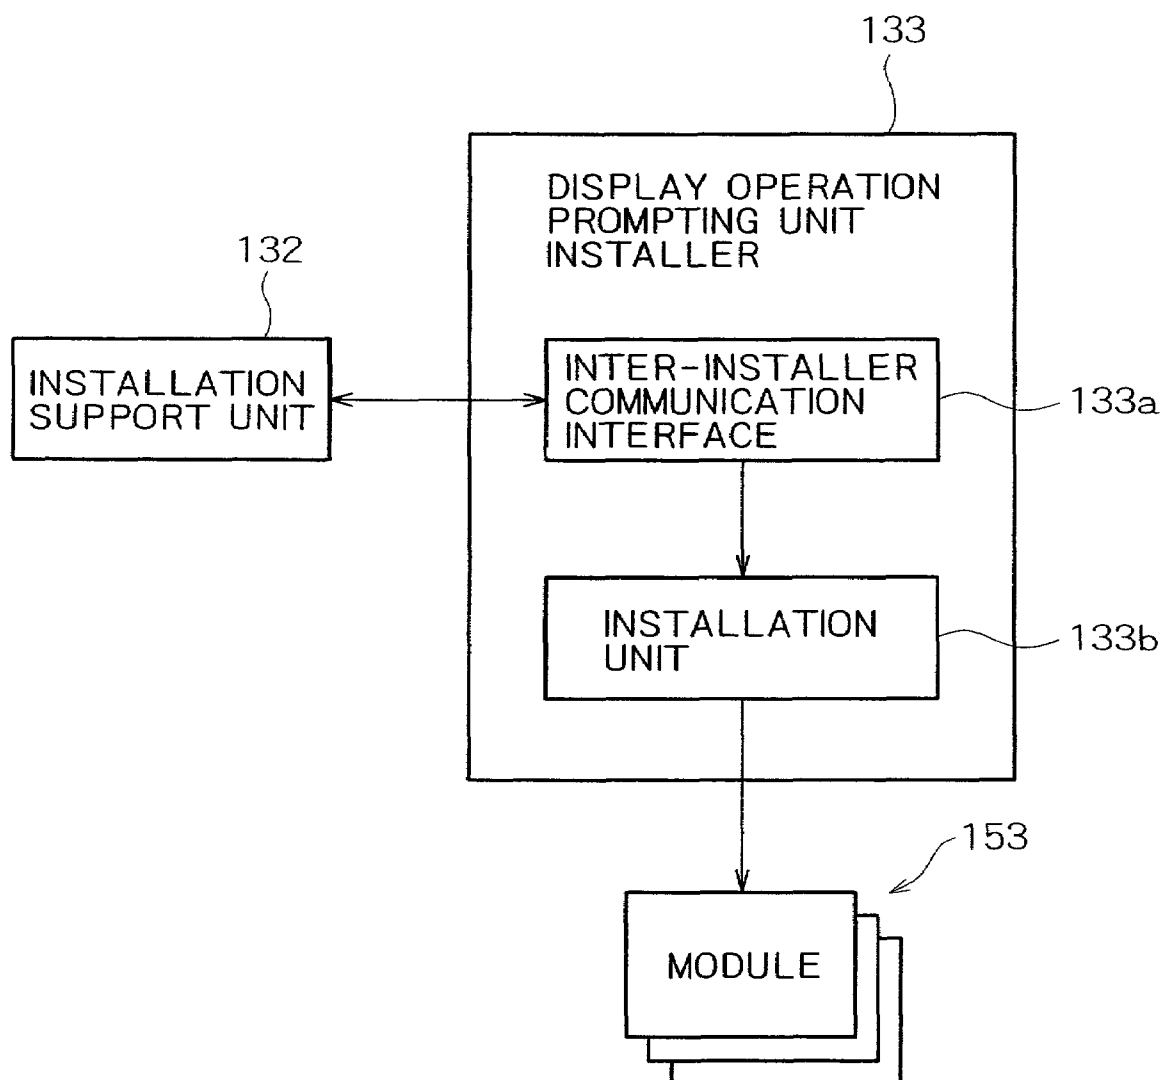 133
DISPLAY OPERATION
PROMPTING UNIT
INSTALLER
132
INSTALLATION
SUPPORT UNIT
INTER-INSTALLER
COMMUNICATION
INTERFACE
133a
INSTALLATION
UNIT
133b
153
MODULE